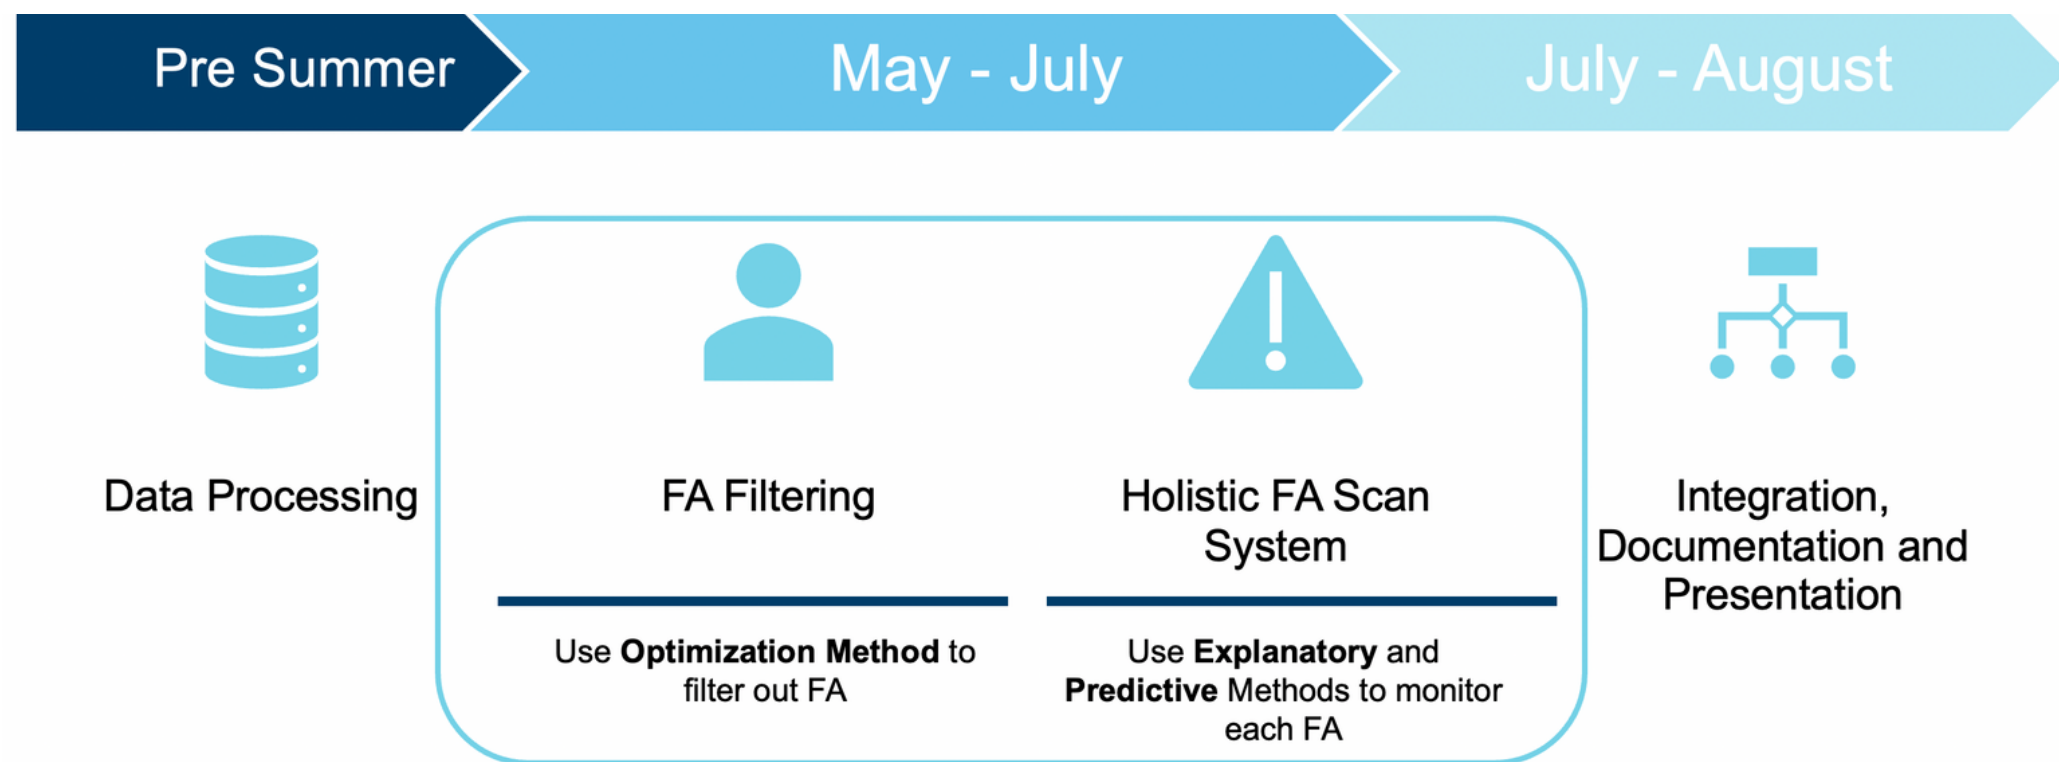 Pre Summer
May - July
July - August
Data Processing
FA Filtering
Use Optimization Method to
filter out FA
Holistic FA Scan
System
Use Explanatory and
Predictive Methods to monitor
each FA
Integration,
Documentation and
Presentation